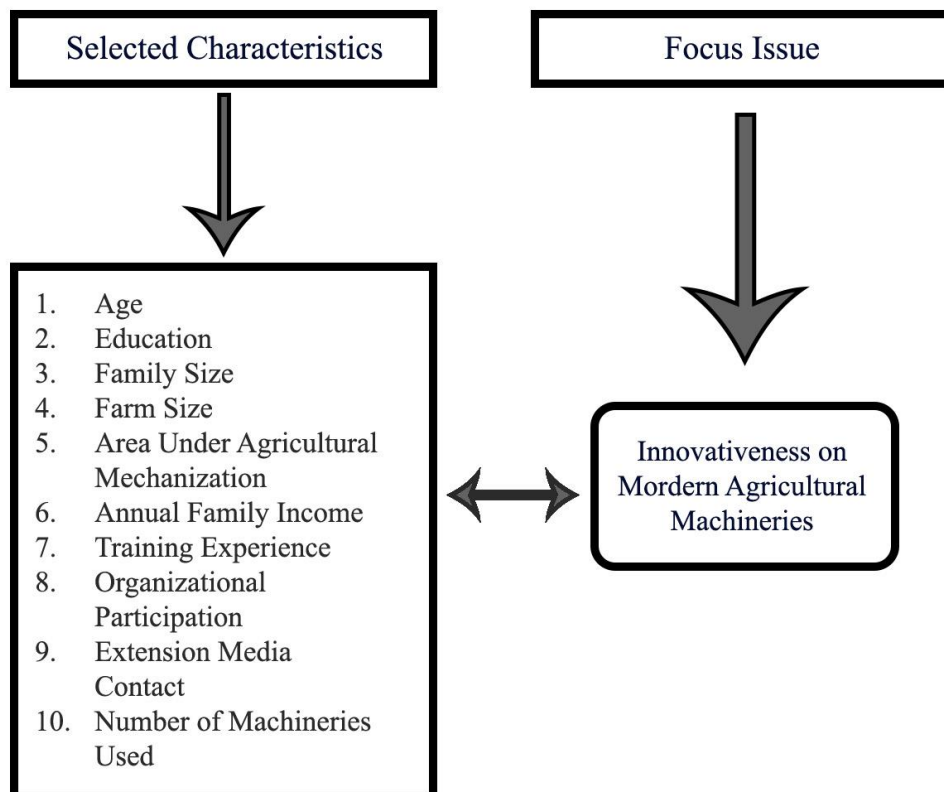 Selected Characteristics
Focus Issue
1. Age
2. Education
3. Family Size
4. Farm Size
5. Area Under Agricultural
Mechanization
6. Annual Family Income
7. Training Experience
8. Organizational
Participation
9. Extension Media
Contact
10. Number of Machineries
Used
Innovativeness on
Mordern Agricultural
Machineries